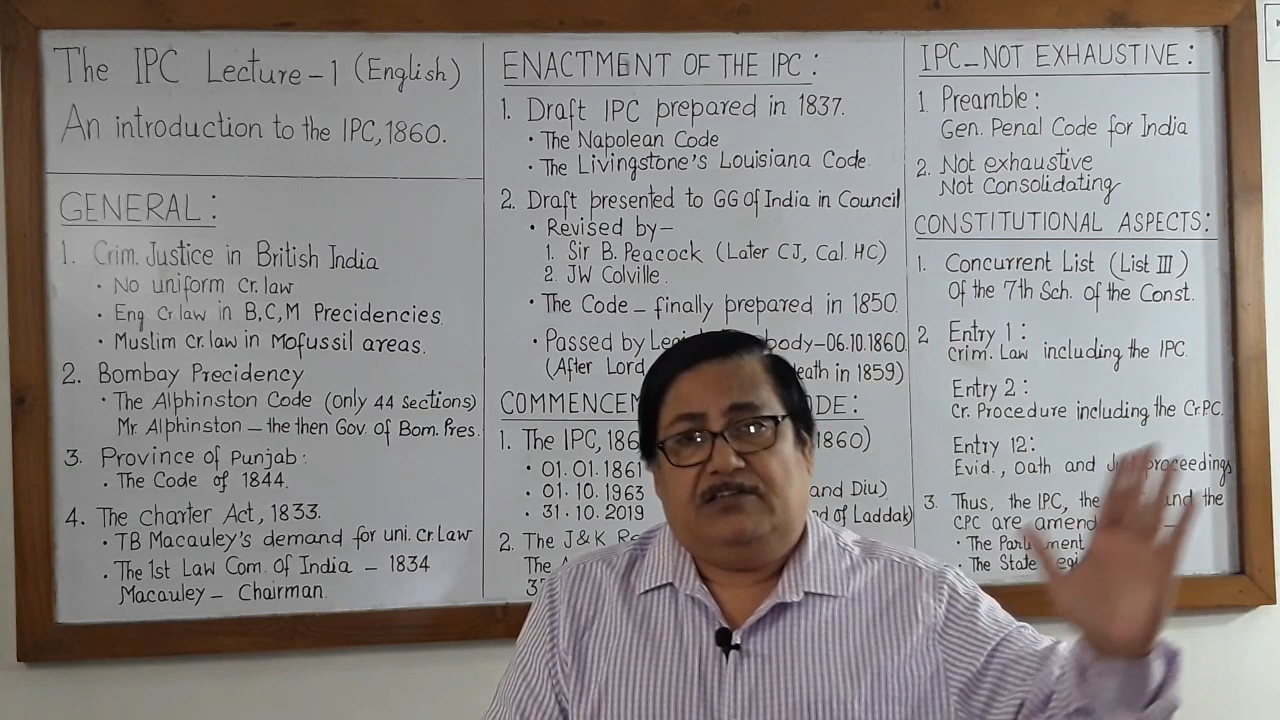 The IPC Lecture-1 (English)
An introduction to the IPC, 1860.
GENERAL:
1. Crim. Justice in British India
• No uniform cr. law
• Eng. Cr law in B, C, M Precidencies.
• Muslim cr. law in Mofussil areas.
2. Bombay Precidency
• The Alphinston Code (only 44 sections)
Mr. Alphinston – the then Gov. of Bom. Pres.
3. Province of Punjab:
• The Code of 1844.
4. The Charter Act, 1833.
• TB Macauley's demand for uni. cr. Law
• The 1st Law Com. of India – 1834
Macauley – Chairman
ENACTMENT OF THE IPC:
1. Draft IPC prepared in 1837.
• The Napolean Code
• The Livingstone's Louisiana Code.
2. Draft presented to GG of India in Council
• Revised by–
1. Sir B. Peacock (Later CJ, Cal. HC)
2. JW Colville.
• The Code – finally prepared in 1850.
• Passed by body–06.10.1860
(After Lord in 1859)
1. The IPC, 1860)
• 01.01.1861
• 01.10.1963 and Diu)
• 31.10.2019 of Laddak)
2. The J&K
The
IPC–NOT EXHAUSTIVE:
1 Preamble:
Gen. Penal Code for India
2. Not exhaustive
Not Consolidating
CONSTITUTIONAL ASPECTS:
1. Concurrent List (List III)
of the 7th Sch. of the Const.
2 Entry 1:
Crim. Law including the IPC.
Entry 2:
Cr. Procedure including the CrPC.
Entry 12:
Evid., Oath and proceedings
3. Thus, the IPC, the and the
CPC are
• The Parliament
• The State